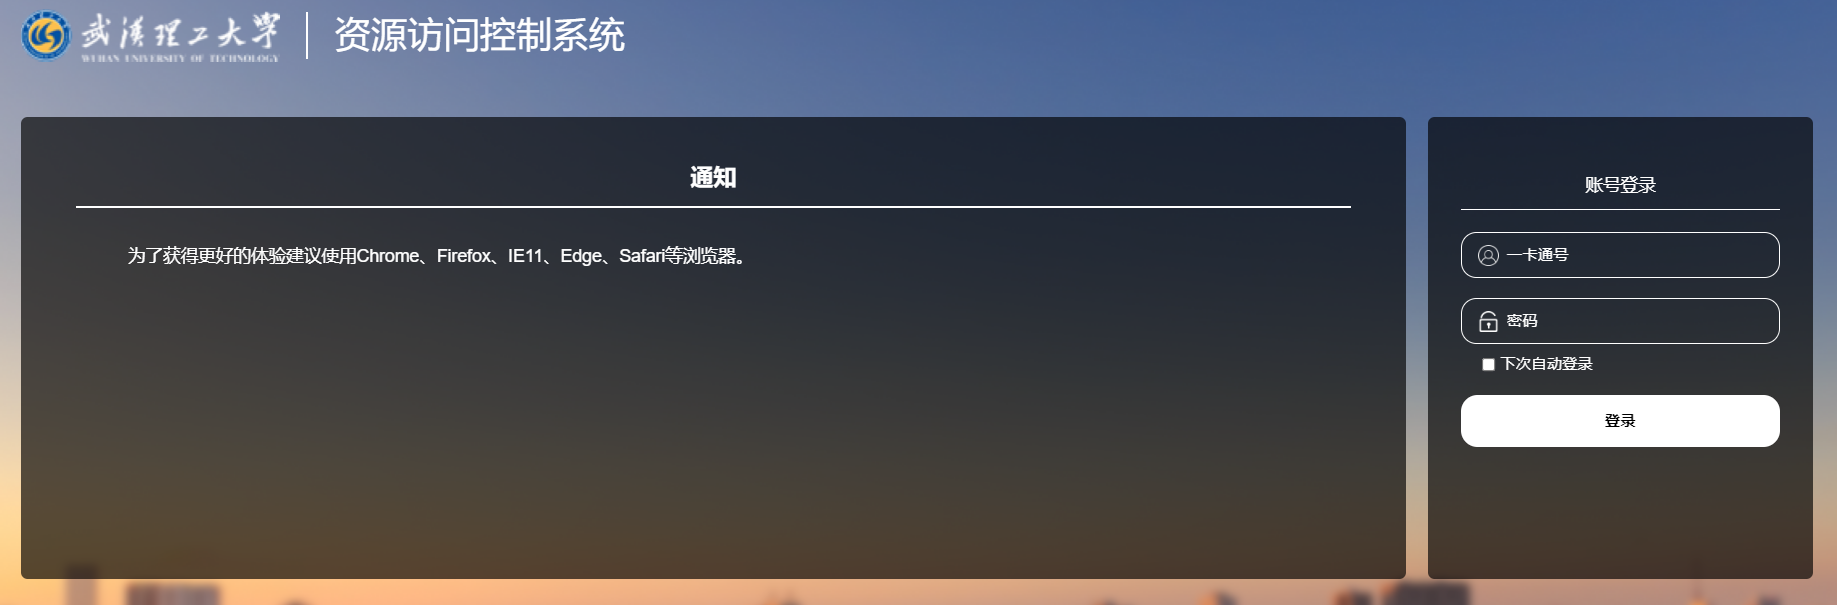 武汉理工大学
WUHAN UNIVERSITY OF TECHNOLOGY
资源访问控制系统
通知
为了获得更好的体验建议使用Chrome、Firefox、IE11、Edge、Safari等浏览器。
账号登录
一卡通号
密码
下次自动登录
登录